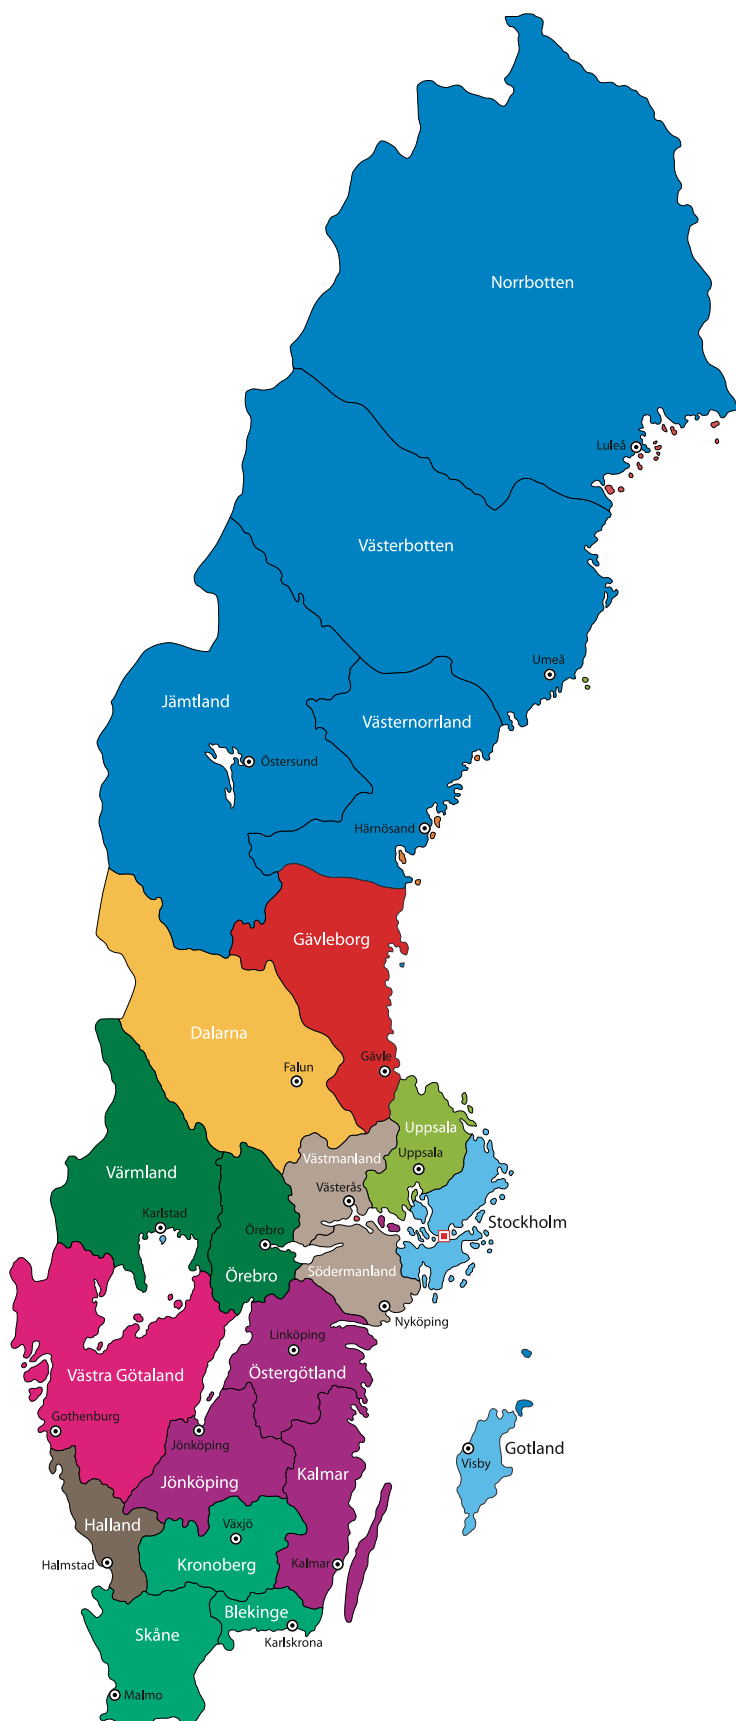 Norrbotten
Luleå
Västerbotten
Umeå
Jämtland
Västernorrland
Östersund
Härnösand
Gävleborg
Dalarna
Gävle
Falun
Uppsala
Västmanland
Uppsala
Värmland
Västerås
Karlstad
Stockholm
Örebro
Södermanland
Örebro
Nyköping
Linköping
Östergötland
Västra Götaland
Gothenburg
Jönköping
Gotland
Visby
Kalmar
Jönköping
Halland
Växjö
Halmstad
Kronoberg
Kalmar
Blekinge
Skåne
Karlskrona
Malmo